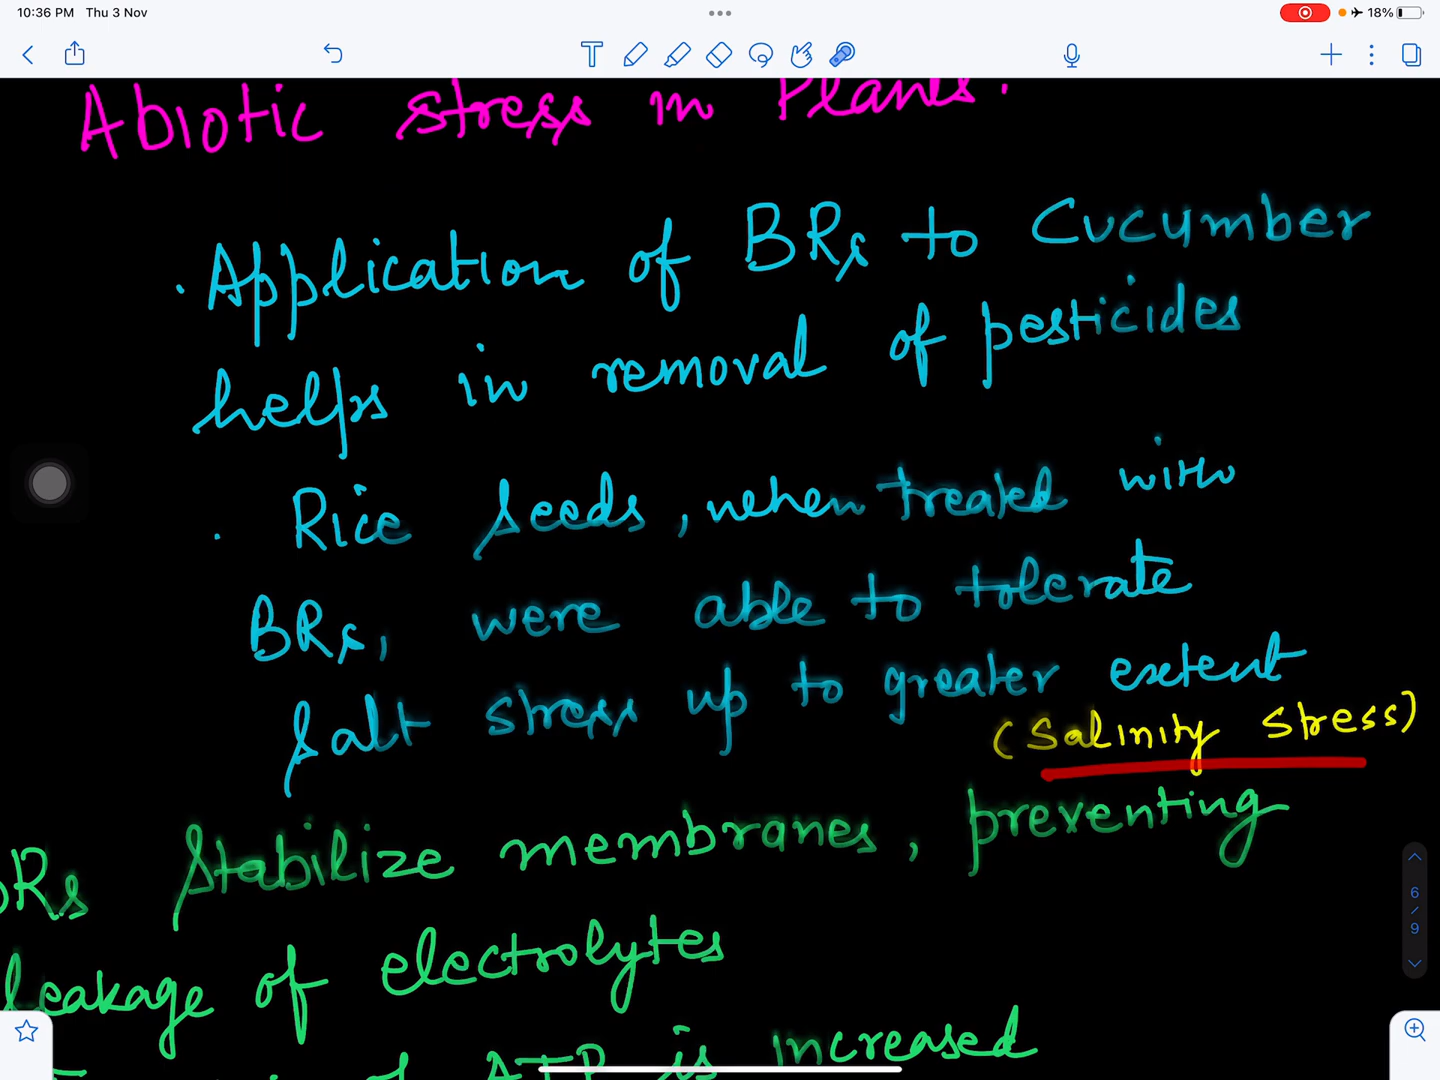 10:36 PM Thu 3 Nov
18%
Abiotic stress in Plants.
. Application of BRs to Cucumber
helps in removal of pesticides
. Rice seeds, when treated with
BRs, were able to tolerate
salt stress up to greater extent
(Salinity stress)
BRs stabilize membranes, preventing
leakage of electrolytes
of ATP is increased
6
/
9